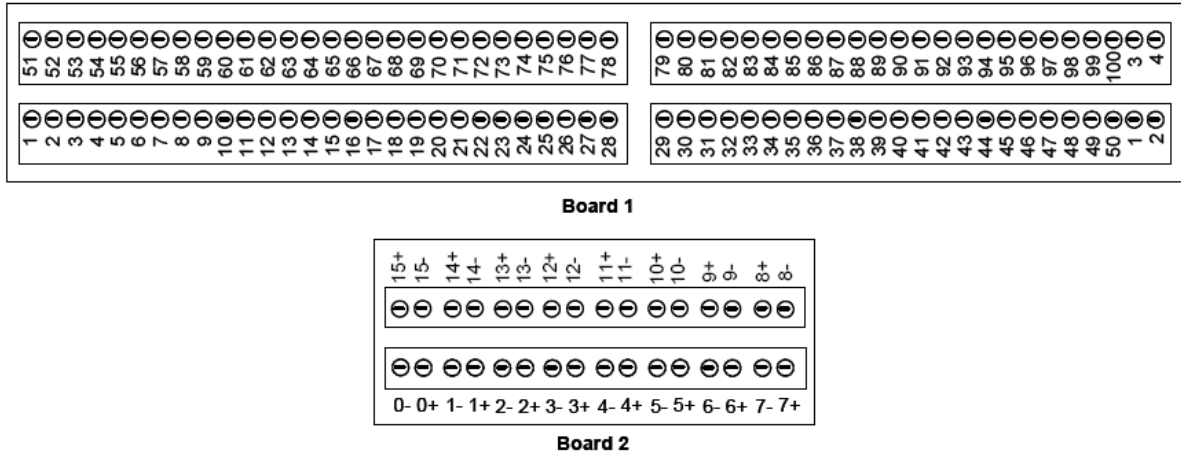 51 52 53 54 55 56 57 58 59 60 61 62 63 64 65 66 67 68 69 70 71 72 73 74 75 76 77 78 79 80 81 82 83 84 85 86 87 88 89 90 91 92 93 94 95 96 97 98 99 100 3 4
1 2 3 4 5 6 7 8 9 10 11 12 13 14 15 16 17 18 19 20 21 22 23 24 25 26 27 28 29 30 31 32 33 34 35 36 37 38 39 40 41 42 43 44 45 46 47 48 49 50 1 2
Board 1
15+ 15- 14+ 14- 13+ 13- 12+ 12- 11+ 11- 10+ 10- 9+ 9- 8+ 8-
0- 0+ 1- 1+ 2- 2+ 3- 3+ 4- 4+ 5- 5+ 6- 6+ 7- 7+
Board 2